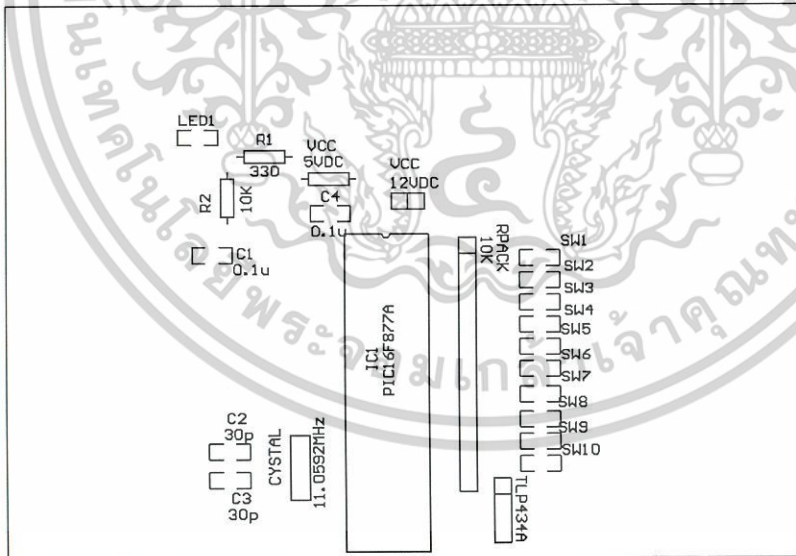 LED1
R1
330
VCC
5VDC
VCC
12VDC
R2
10K
C4
0.1u
C1
0.1u
RPACK
10K
SW1
SW2
SW3
SW4
SW5
SW6
SW7
SW8
SW9
SW10
IC1
PIC16F877A
C2
30p
CYSTAL
11.0592MHz
C3
30p
TLP434A